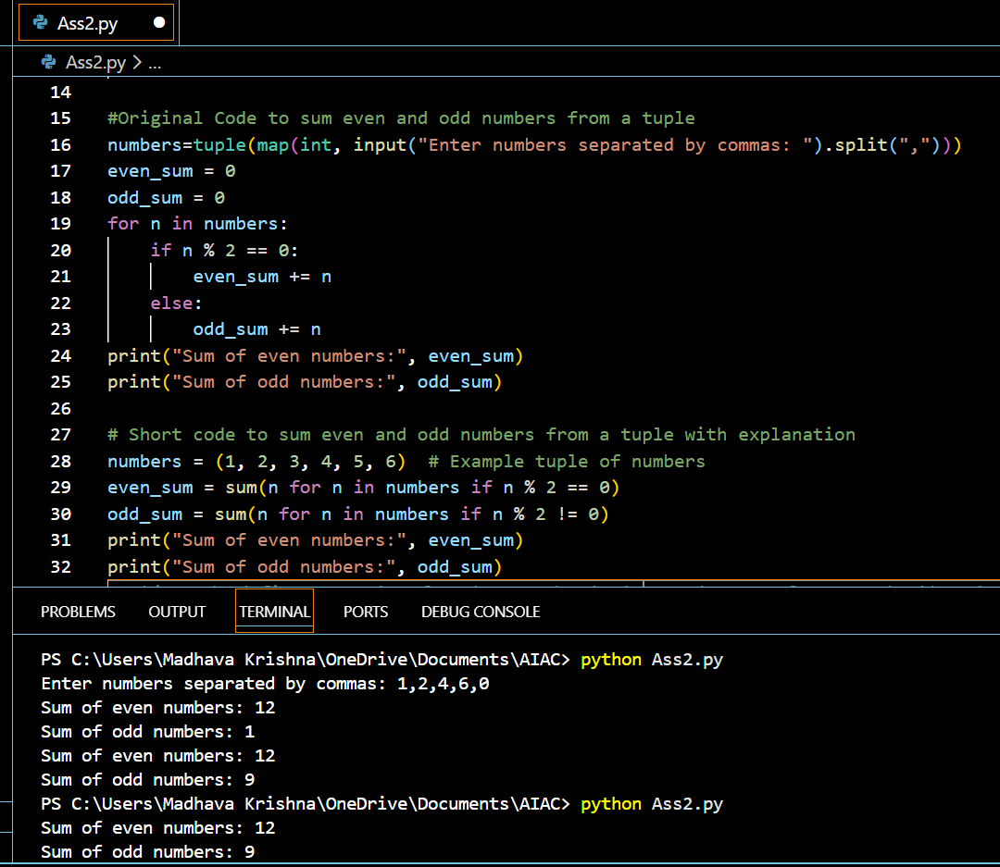 Ass2.py
Ass2.py > ...
14
15 #Original Code to sum even and odd numbers from a tuple
16 numbers=tuple(map(int, input("Enter numbers separated by commas: ").split(",")))
17 even_sum = 0
18 odd_sum = 0
19 for n in numbers:
20     if n % 2 == 0:
21         even_sum += n
22     else:
23         odd_sum += n
24 print("Sum of even numbers:", even_sum)
25 print("Sum of odd numbers:", odd_sum)
26
27 # Short code to sum even and odd numbers from a tuple with explanation
28 numbers = (1, 2, 3, 4, 5, 6)  # Example tuple of numbers
29 even_sum = sum(n for n in numbers if n % 2 == 0)
30 odd_sum = sum(n for n in numbers if n % 2 != 0)
31 print("Sum of even numbers:", even_sum)
32 print("Sum of odd numbers:", odd_sum)
PROBLEMS OUTPUT TERMINAL PORTS DEBUG CONSOLE
PS C:\Users\Madhava Krishna\OneDrive\Documents\AIAC> python Ass2.py
Enter numbers separated by commas: 1,2,4,6,0
Sum of even numbers: 12
Sum of odd numbers: 1
Sum of even numbers: 12
Sum of odd numbers: 9
PS C:\Users\Madhava Krishna\OneDrive\Documents\AIAC> python Ass2.py
Sum of even numbers: 12
Sum of odd numbers: 9